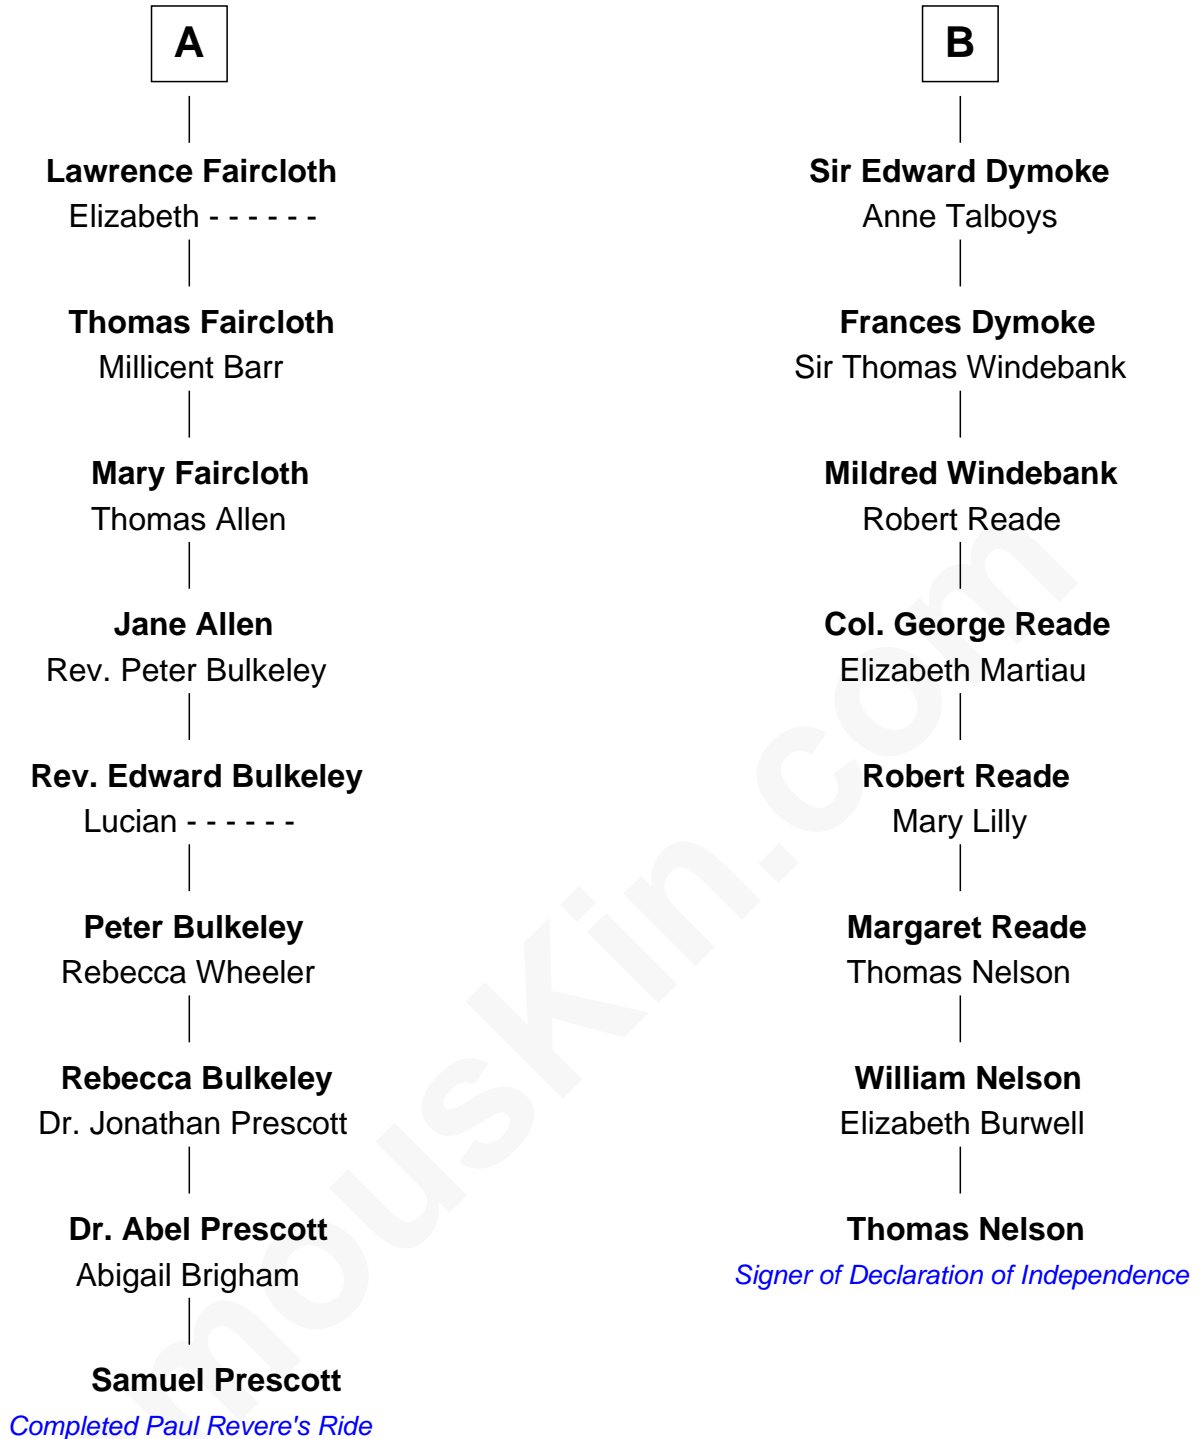 A
Lawrence Faircloth
Elizabeth - - - - - -
Thomas Faircloth
Millicent Barr
Mary Faircloth
Thomas Allen
Jane Allen
Rev. Peter Bulkeley
Rev. Edward Bulkeley
Lucian - - - - - -
Peter Bulkeley
Rebecca Wheeler
Rebecca Bulkeley
Dr. Jonathan Prescott
Dr. Abel Prescott
Abigail Brigham
Samuel Prescott
Completed Paul Revere's Ride
B
Sir Edward Dymoke
Anne Talboys
Frances Dymoke
Sir Thomas Windebank
Mildred Windebank
Robert Reade
Col. George Reade
Elizabeth Martiau
Robert Reade
Mary Lilly
Margaret Reade
Thomas Nelson
William Nelson
Elizabeth Burwell
Thomas Nelson
Signer of Declaration of Independence
mousKin.com